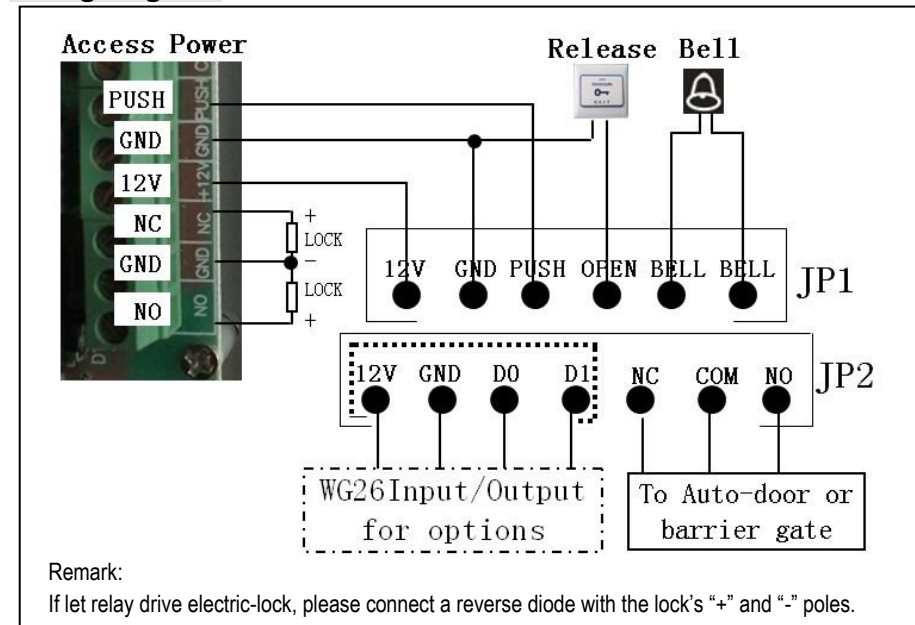 Access Power
Release Bell
PUSH
GND
12V
NC
GND
NO
PUSH
GND
+12V
NC
GND
NO
DOOR
EXIT
+
LOCK
-
LOCK
+
12V GND PUSH OPEN BELL BELL
JP1
12V GND D0 D1 NC COM NO
JP2
WG26Input/Output
for options
To Auto-door or
barrier gate
Remark:
If let relay drive electric-lock, please connect a reverse diode with the lock's “+” and “-” poles.